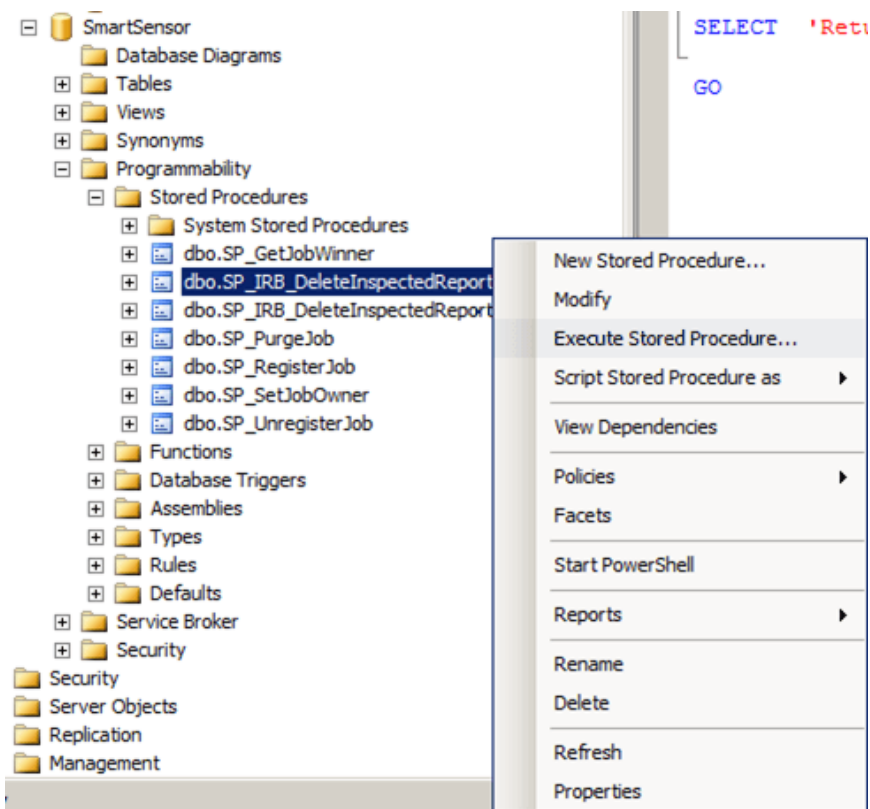 SmartSensor
Database Diagrams
Tables
Views
Synonyms
Programmability
Stored Procedures
System Stored Procedures
dbo.SP_GetJobWinner
dbo.SP_IRB_DeleteInspectedReport
dbo.SP_IRB_DeleteInspectedReport
dbo.SP_PurgeJob
dbo.SP_RegisterJob
dbo.SP_SetJobOwner
dbo.SP_UnregisterJob
Functions
Database Triggers
Assemblies
Types
Rules
Defaults
Service Broker
Security
Security
Server Objects
Replication
Management
SELECT 'Retu
GO
New Stored Procedure...
Modify
Execute Stored Procedure...
Script Stored Procedure as
View Dependencies
Policies
Facets
Start PowerShell
Reports
Rename
Delete
Refresh
Properties